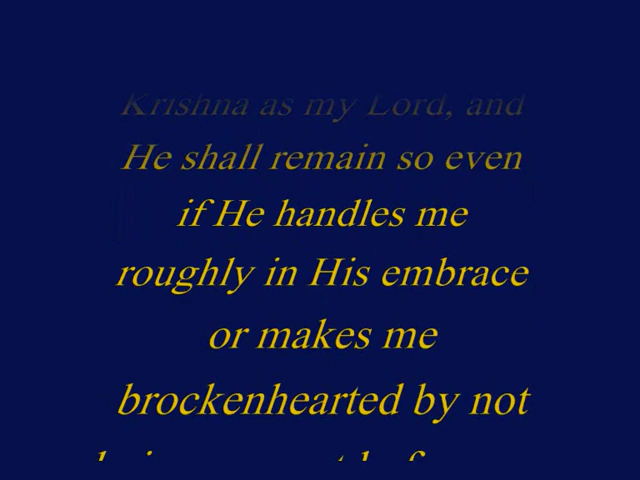 Krishna as my Lord, and
He shall remain so even
if He handles me
roughly in His embrace
or makes me
brockenhearted by not